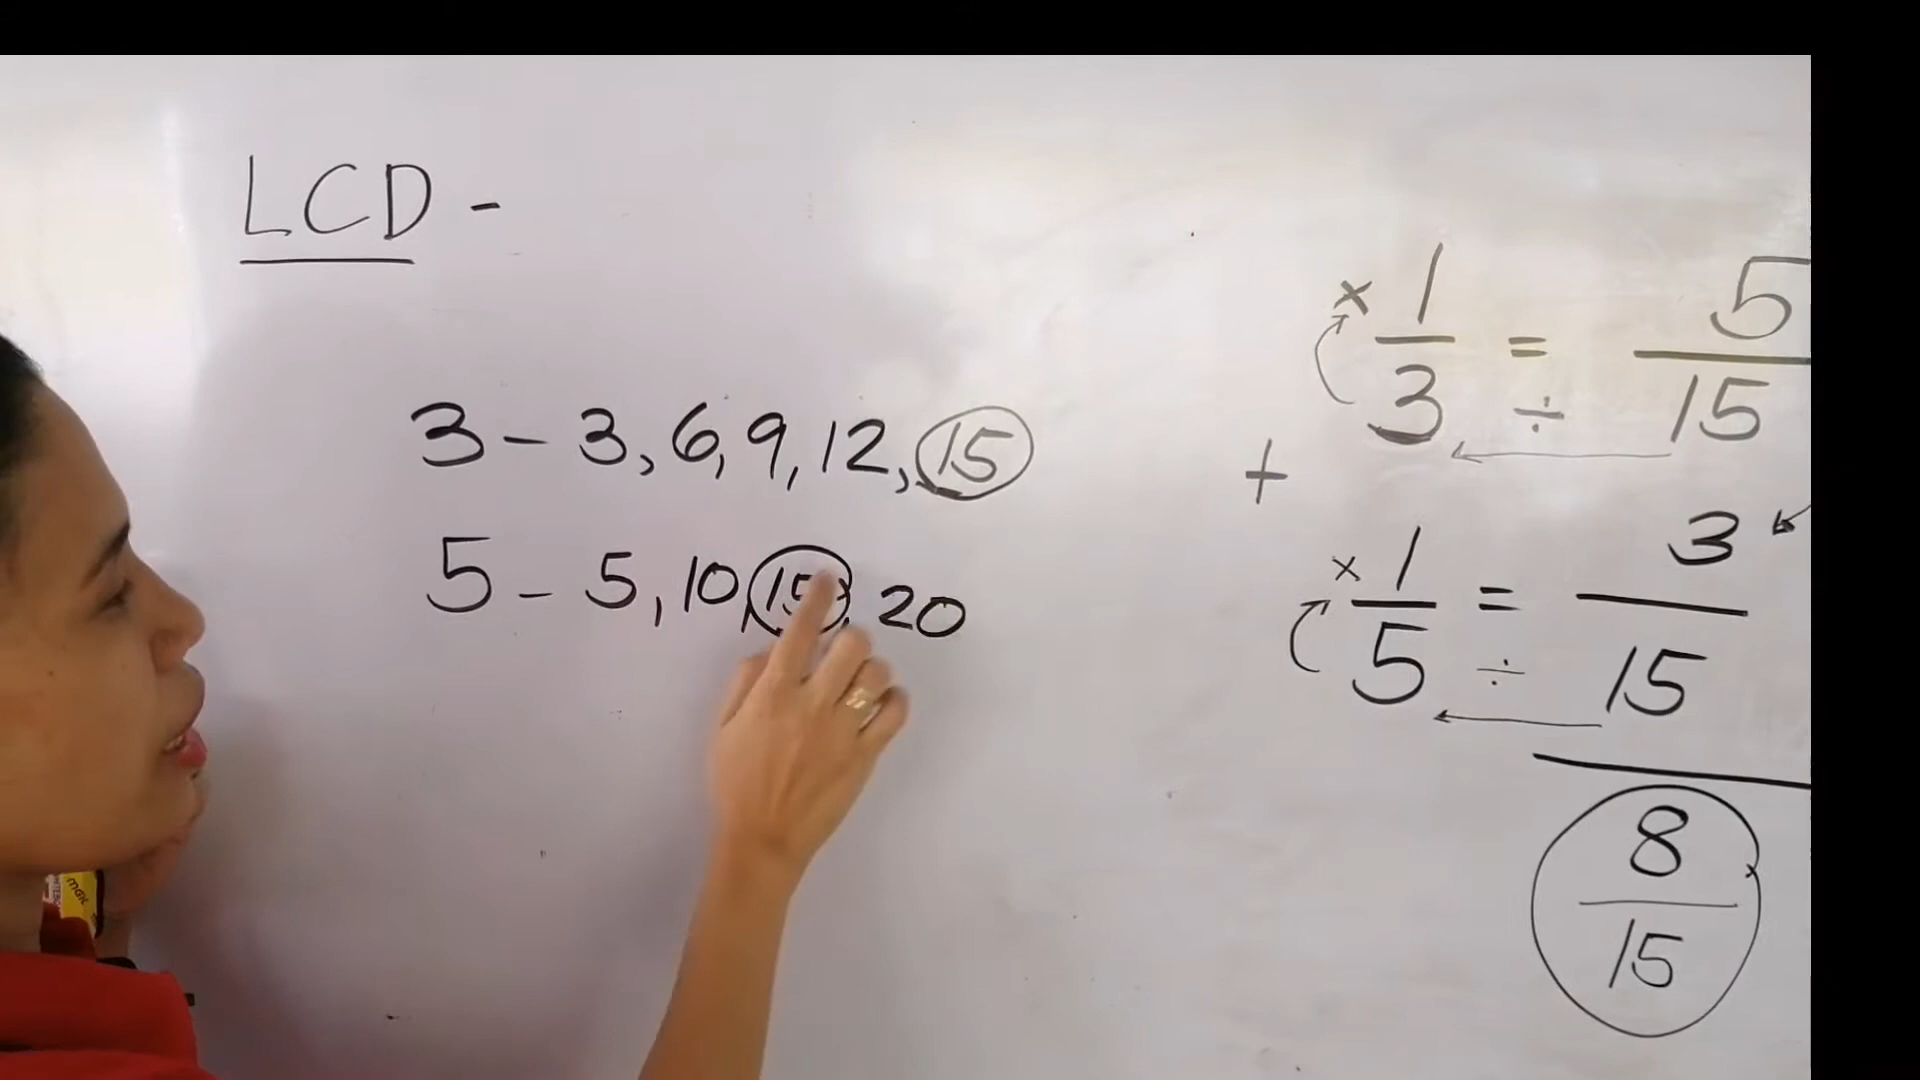 LCD -
3 - 3, 6, 9, 12, 15
5 - 5, 10, 15, 20
x 1/3 = 5/15
÷
+
x 1/5 = 3/15
÷
8/15